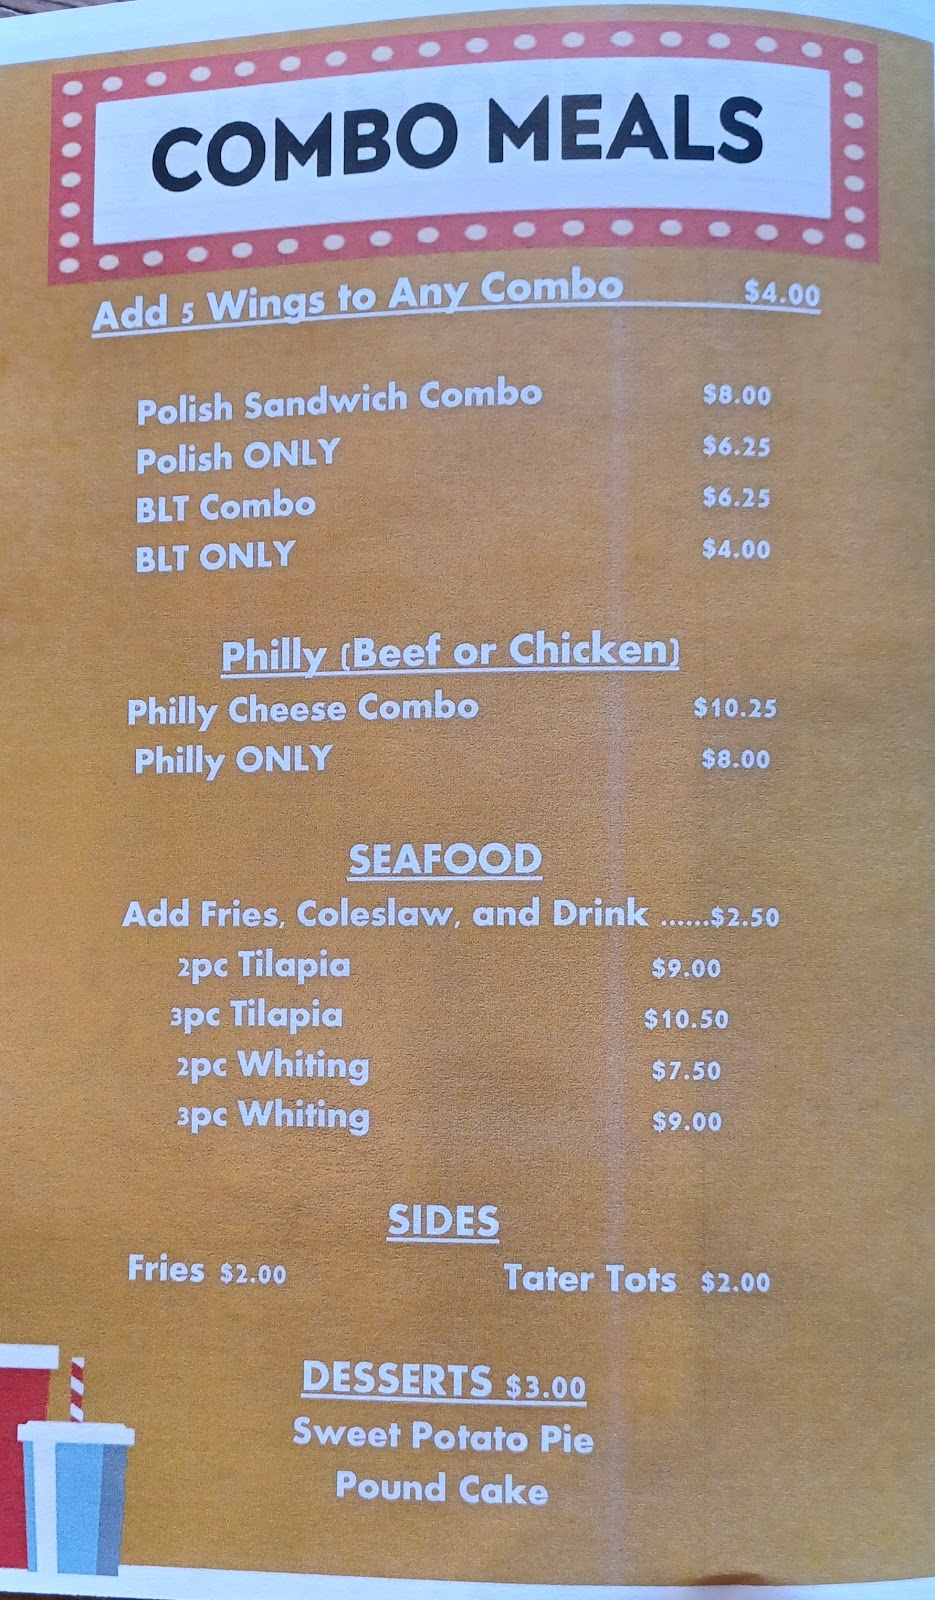 COMBO MEALS
Add 5 Wings to Any Combo $4.00
Polish Sandwich Combo $8.00
Polish ONLY $6.25
BLT Combo $6.25
BLT ONLY $4.00
Philly (Beef or Chicken)
Philly Cheese Combo $10.25
Philly ONLY $8.00
SEAFOOD
Add Fries, Coleslaw, and Drink ......$2.50
2pc Tilapia $9.00
3pc Tilapia $10.50
2pc Whiting $7.50
3pc Whiting $9.00
SIDES
Fries $2.00 Tater Tots $2.00
DESSERTS $3.00
Sweet Potato Pie
Pound Cake